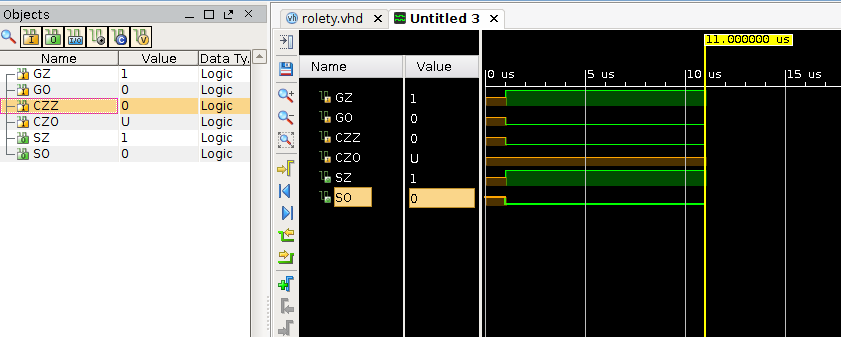 Objects
rolety.vhd
Untitled 3
I O I/O C V
Name Value Data Ty.
GZ 1 Logic
GO 0 Logic
CZZ 0 Logic
CZO U Logic
SZ 1 Logic
SO 0 Logic
11.000000 us
Name Value
0 us 5 us 10 us 15 us
GZ 1
GO 0
CZZ 0
CZO U
SZ 1
SO 0